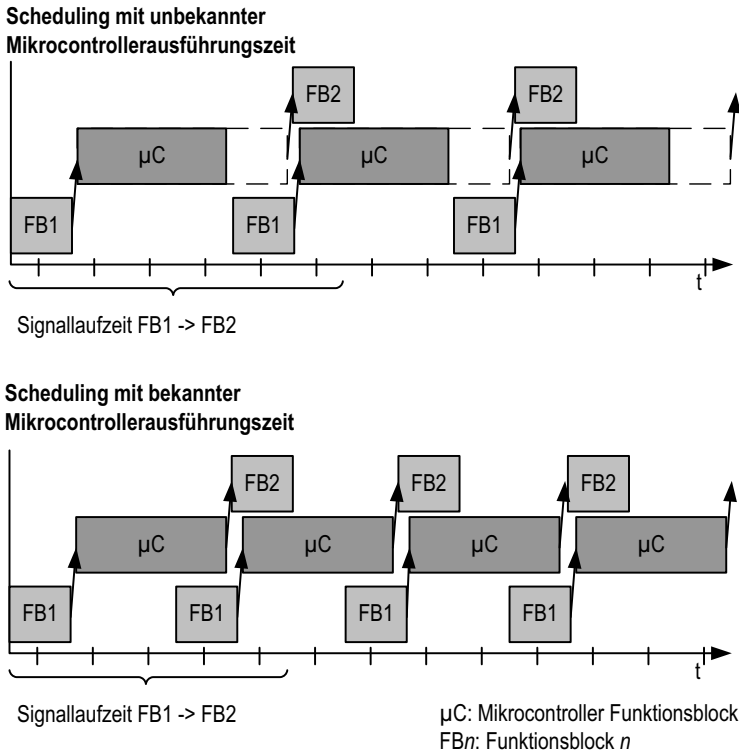 Scheduling mit unbekannter
Mikrocontrollerausführungszeit
FB2
FB2
µC
µC
µC
FB1
FB1
FB1
t
Signallaufzeit FB1 -> FB2
Scheduling mit bekannter
Mikrocontrollerausführungszeit
FB2
FB2
FB2
µC
µC
µC
µC
FB1
FB1
FB1
FB1
t
Signallaufzeit FB1 -> FB2
µC: Mikrocontroller Funktionsblock
FBn: Funktionsblock n